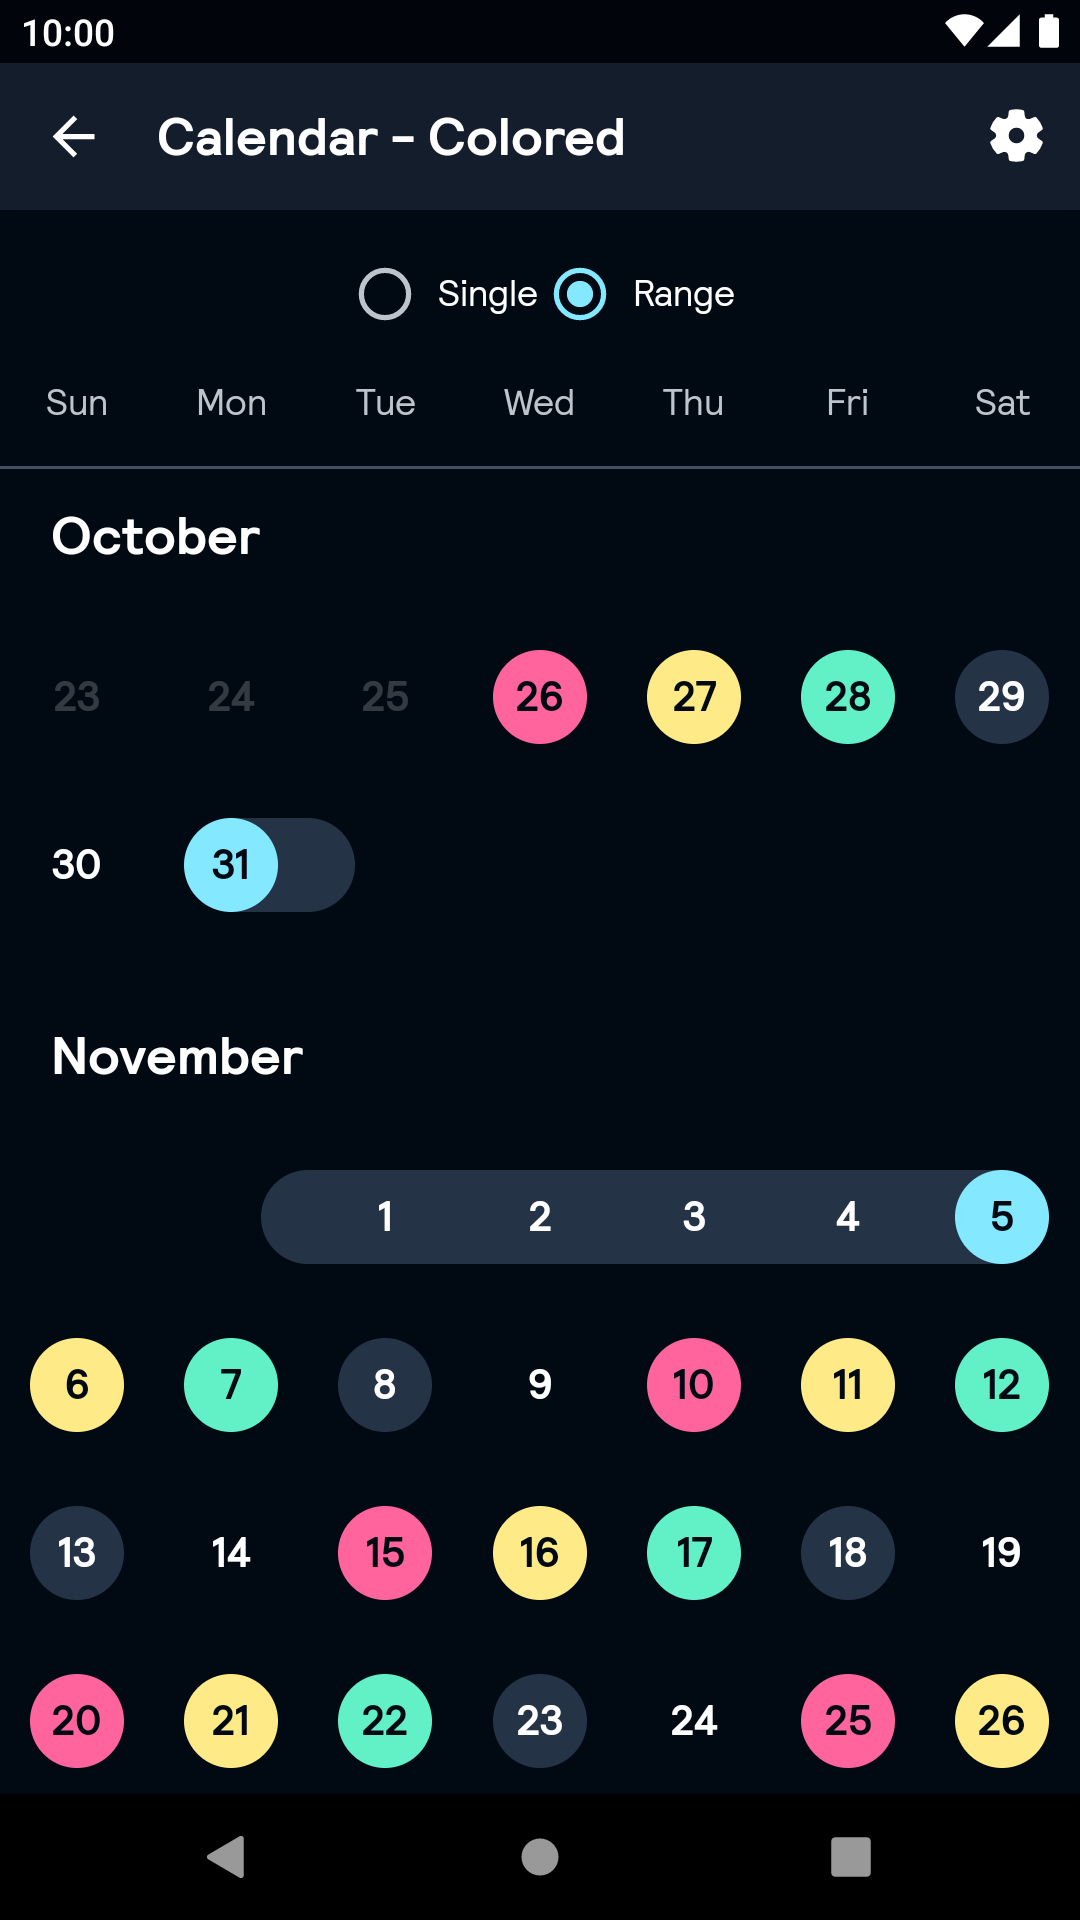 10:00
Calendar - Colored
Single Range
Sun Mon Tue Wed Thu Fri Sat
October
23 24 25 26 27 28 29
30 31
November
1 2 3 4 5
6 7 8 9 10 11 12
13 14 15 16 17 18 19
20 21 22 23 24 25 26